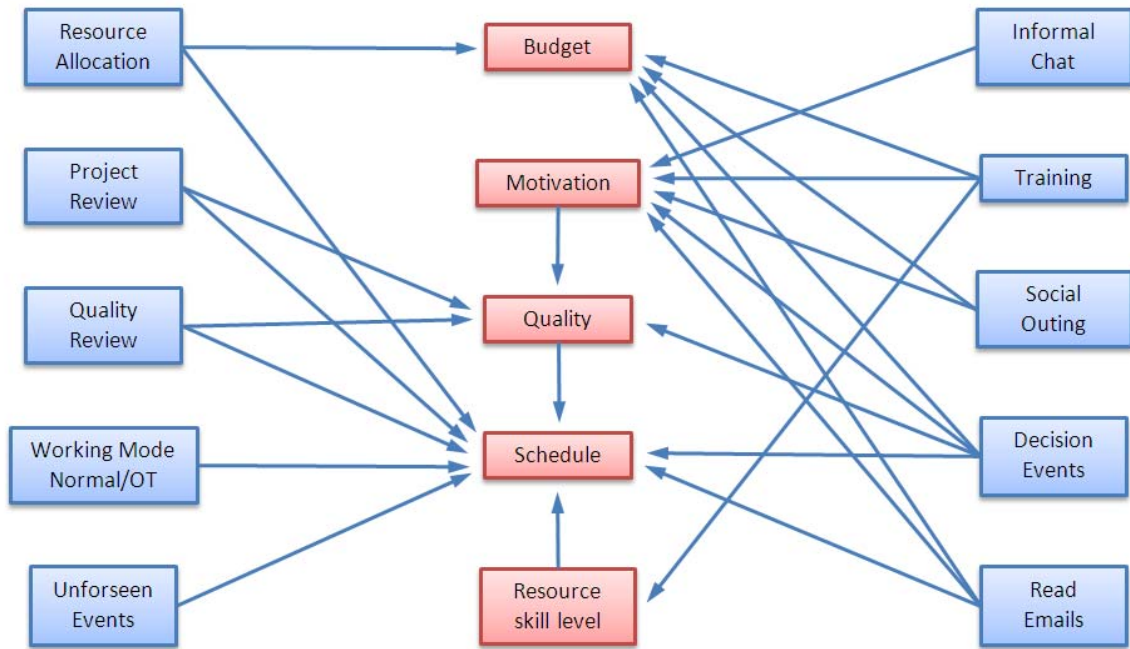 Resource
Allocation
Budget
Informal
Chat
Project
Review
Motivation
Training
Quality
Review
Quality
Social
Outing
Working Mode
Normal/OT
Schedule
Decision
Events
Unforseen
Events
Resource
skill level
Read
Emails